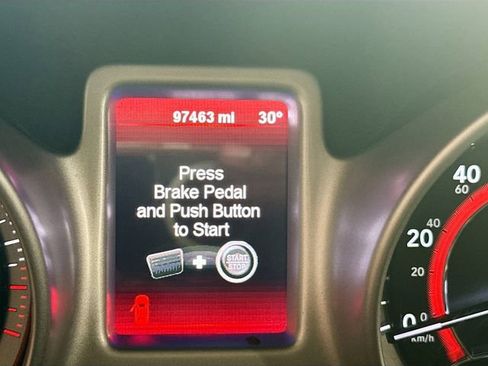 97463 mi 30°
Press
Brake Pedal
and Push Button
to Start
+
START
STOP
40
60
40
20
20
0
0
km/h